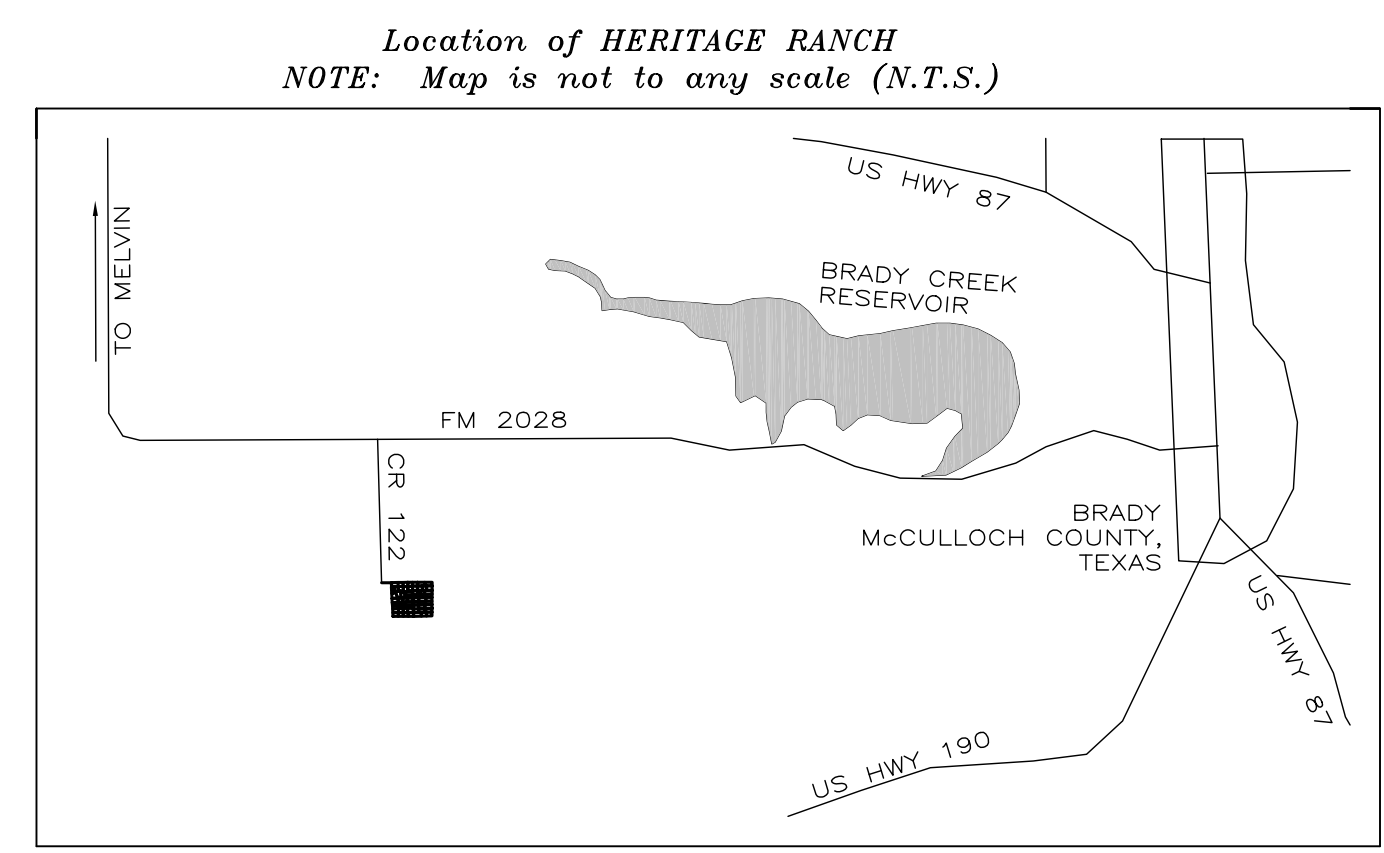 Location of HERITAGE RANCH
NOTE: Map is not to any scale (N.T.S.)
US HWY 87
TO MELVIN
BRADY CREEK
RESERVOIR
FM 2028
CR 122
BRADY
McCULLOCH COUNTY,
TEXAS
US HWY 87
US HWY 190